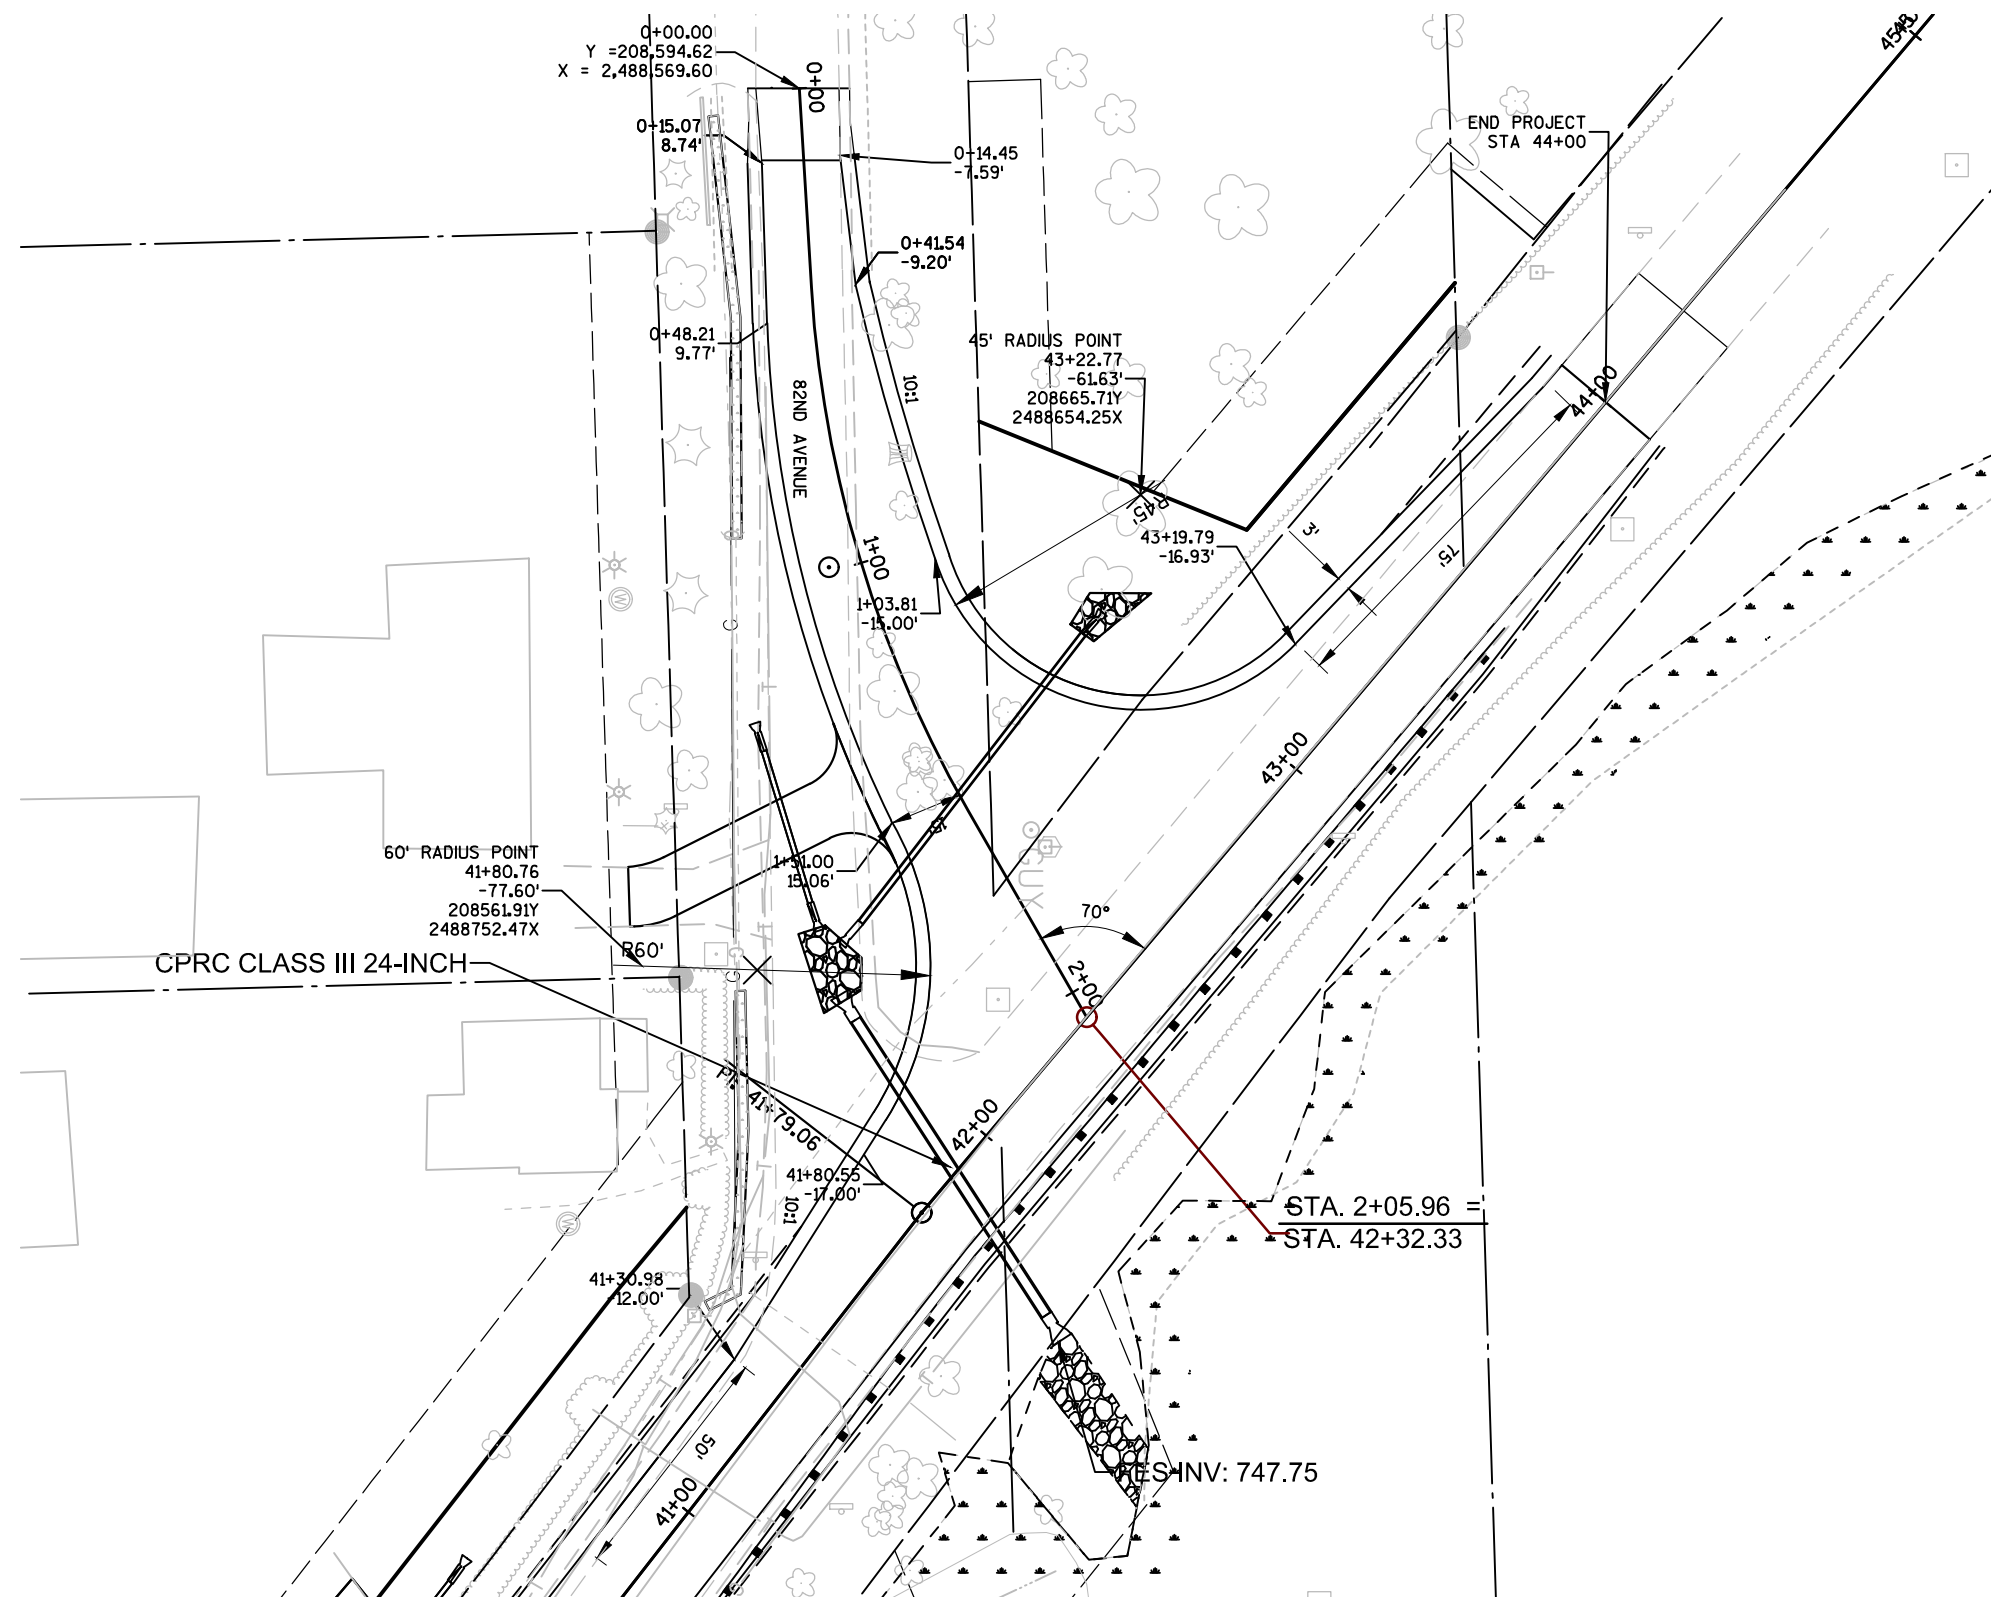 0+00.00
Y =208,594.62
X = 2,488,569.60
0+00
0+15.07
8.74'
0+14.45
-7.59'
END PROJECT
STA 44+00
0+41.54
-9.20'
0+48.21
9.77'
10:1
82ND AVENUE
45' RADIUS POINT
43+22.77
-61.63'
208665.71Y
2488654.25X
44+00
R45'
43+19.79
-16.93'
3'
75'
1+00
1+03.81
-15.00'
W
C
43+00
60' RADIUS POINT
41+80.76
-77.60'
208561.91Y
2488752.47X
1+51.00
15.06'
70°
R60'
CPRC CLASS III 24-INCH
C
C
2+00
PI 41+79.06
42+00
41+80.55
-17.00'
10:1
W
STA. 2+05.96 =
STA. 42+32.33
41+30.98
-12.00'
50'
41+00
ES INV: 747.75